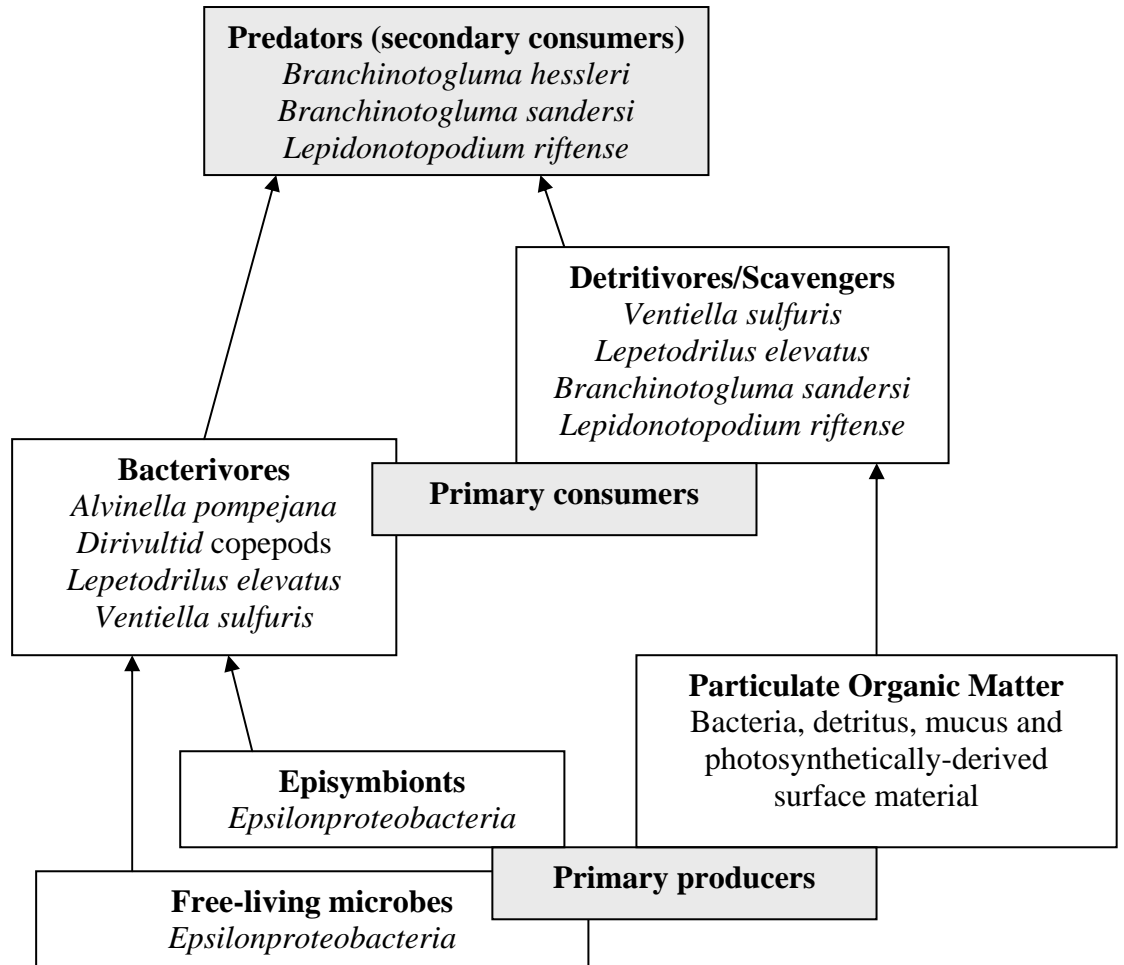 Predators (secondary consumers)
Branchinotogluma hessleri
Branchinotogluma sandersi
Lepidonotopodium riftense
Detritivores/Scavengers
Ventiella sulfuris
Lepetodrilus elevatus
Branchinotogluma sandersi
Lepidonotopodium riftense
Bacterivores
Alvinella pompejana
Dirivultid copepods
Lepetodrilus elevatus
Ventiella sulfuris
Primary consumers
Particulate Organic Matter
Bacteria, detritus, mucus and
photosynthetically-derived
surface material
Episymbionts
Epsilonproteobacteria
Primary producers
Free-living microbes
Epsilonproteobacteria